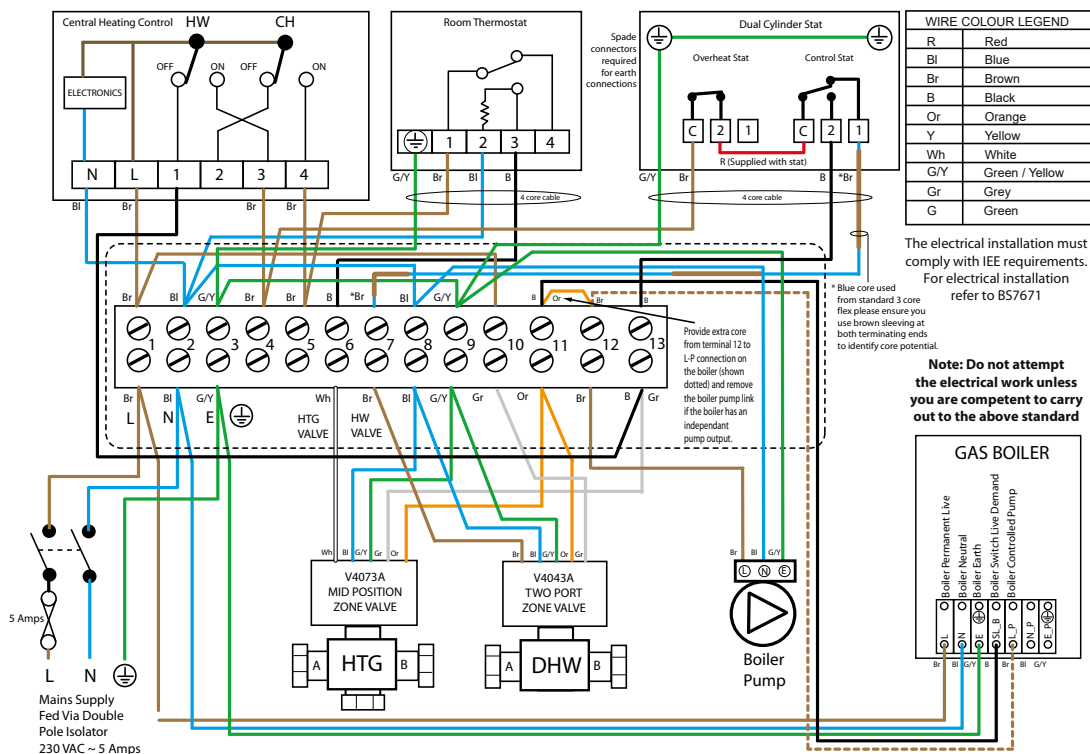 Central Heating Control
HW
CH
OFF
ON
OFF
ON
ELECTRONICS
N
L
1
2
3
4
Bl
Br
B
Br
Br
Room Thermostat
1
2
3
4
G/Y
Br
Bl
B
4 core cable
Spade
connectors
required
for earth
connections
Dual Cylinder Stat
Overheat Stat
Control Stat
C
2
1
C
2
1
R (Supplied with stat)
G/Y
Br
B
*Br
4 core cable
WIRE COLOUR LEGEND
R Red
Bl Blue
Br Brown
B Black
Or Orange
Y Yellow
Wh White
G/Y Green / Yellow
Gr Grey
G Green
The electrical installation must
comply with IEE requirements.
For electrical installation
refer to BS7671
* Blue core used
from standard 3 core
flex please ensure you
use brown sleeving at
both terminating ends
to identify core potential.
Note: Do not attempt
the electrical work unless
you are competent to carry
out to the above standard
Br
Bl
G/Y
Br
Br
B
*Br
Bl
G/Y
B
Or
Br
B
1
2
3
4
5
6
7
8
9
10
11
12
13
Provide extra core
from terminal 12 to
L-P connection on
the boiler (shown
dotted) and remove
the boiler pump link
if the boiler has an
independant
pump output.
Br
Bl
G/Y
Wh
Br
Bl
G/Y
Gr
Or
Br
B
Gr
L
N
E
HTG
VALVE
HW
VALVE
5 Amps
L
N
Mains Supply
Fed Via Double
Pole Isolator
230 VAC ~ 5 Amps
Wh
Bl
G/Y
Gr
Or
V4073A
MID POSITION
ZONE VALVE
A
HTG
B
Br
Bl
G/Y
Or
Gr
V4043A
TWO PORT
ZONE VALVE
A
DHW
B
Br
Bl
G/Y
L
N
E
Boiler
Pump
GAS BOILER
Boiler Permanent Live
Boiler Neutral
Boiler Earth
Boiler Switch Live Demand
Boiler Controlled Pump
L
N
E
SL_B
L_P
N_P
E_P
Br
Bl
G/Y
B
Br
Bl
G/Y